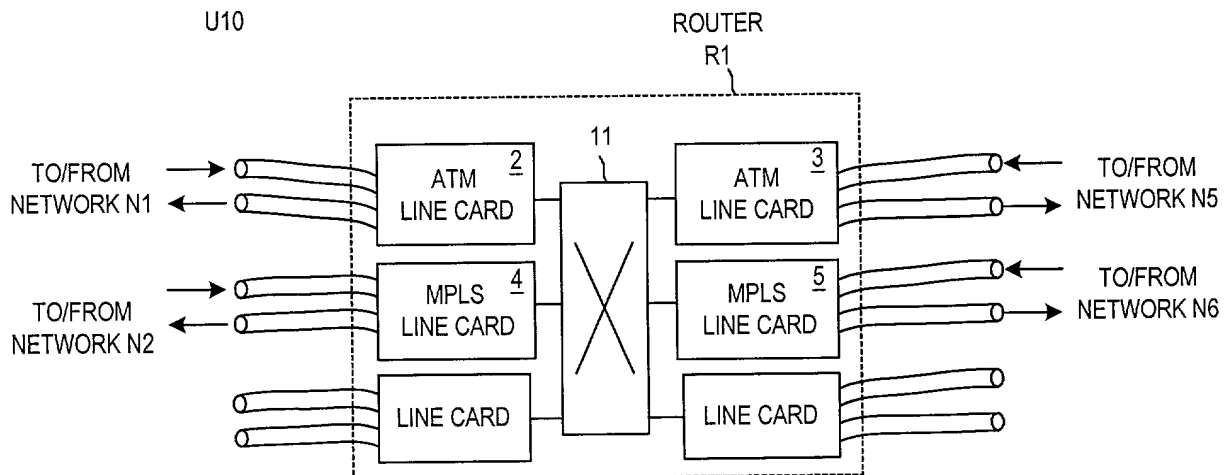 U10
ROUTER
R1
11
2
ATM
LINE CARD
3
ATM
LINE CARD
TO/FROM
NETWORK N1
TO/FROM
NETWORK N5
4
MPLS
LINE CARD
5
MPLS
LINE CARD
TO/FROM
NETWORK N2
TO/FROM
NETWORK N6
LINE CARD
LINE CARD